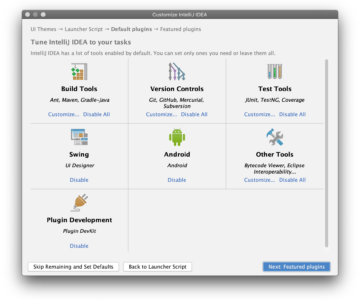 Customize IntelliJ IDEA
UI Themes → Launcher Script → Default plugins → Featured plugins
Tune IntelliJ IDEA to your tasks
IntelliJ IDEA has a lot of tools enabled by default. You can set only ones you need or leave them all.
Build Tools
Ant, Maven, Gradle-Java
Customize... Disable All
Version Controls
Git, GitHub, Mercurial,
Subversion
Customize... Disable All
Test Tools
JUnit, TestNG, Coverage
Customize... Disable All
Swing
UI Designer
Disable
Android
Android
Disable
Other Tools
Bytecode Viewer, Eclipse
Interoperability...
Customize... Disable All
Plugin Development
Plugin DevKit
Disable
Skip Remaining and Set Defaults
Back to Launcher Script
Next: Featured plugins